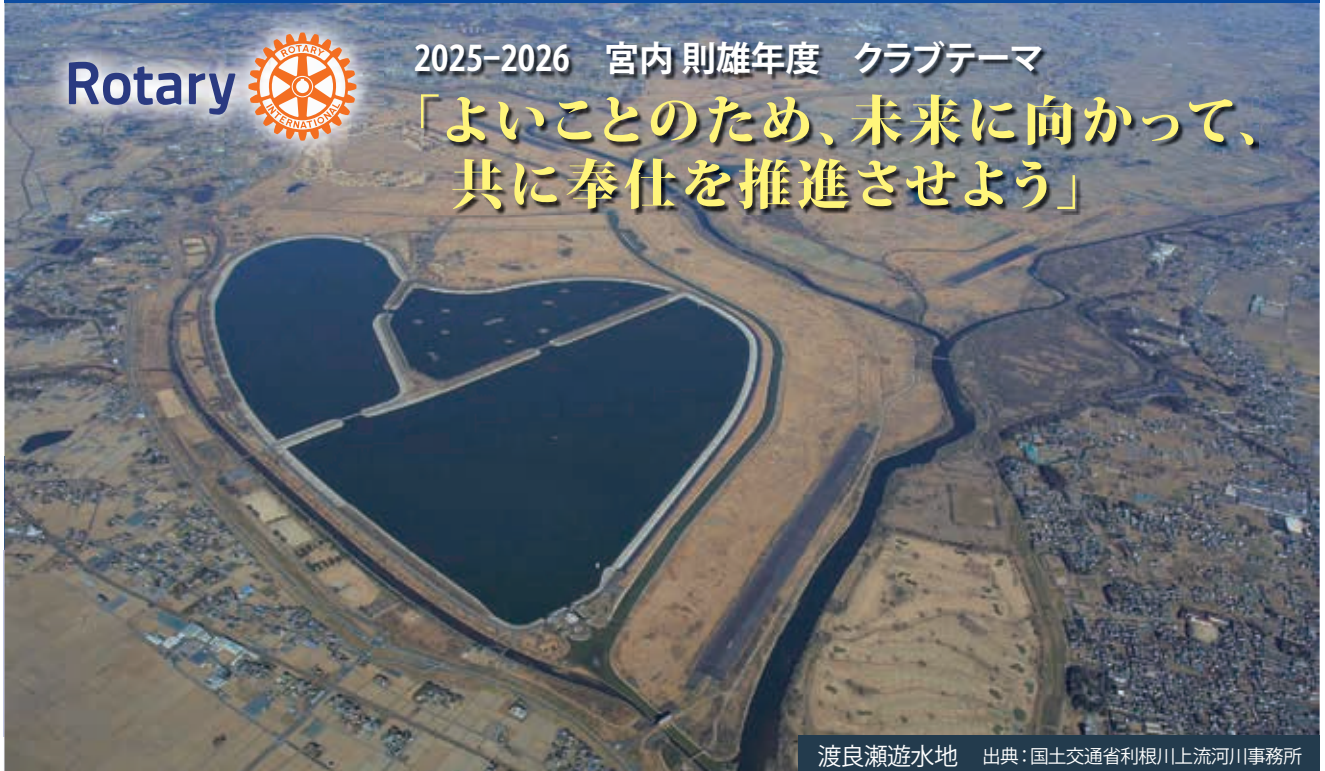 Rotary
ROTARY
INTERNATIONAL
2025-2026　宮内 則雄年度　クラブテーマ
「よいことのため、未来に向かって、
共に奉仕を推進させよう」
渡良瀬遊水地　出典：国土交通省利根川上流河川事務所